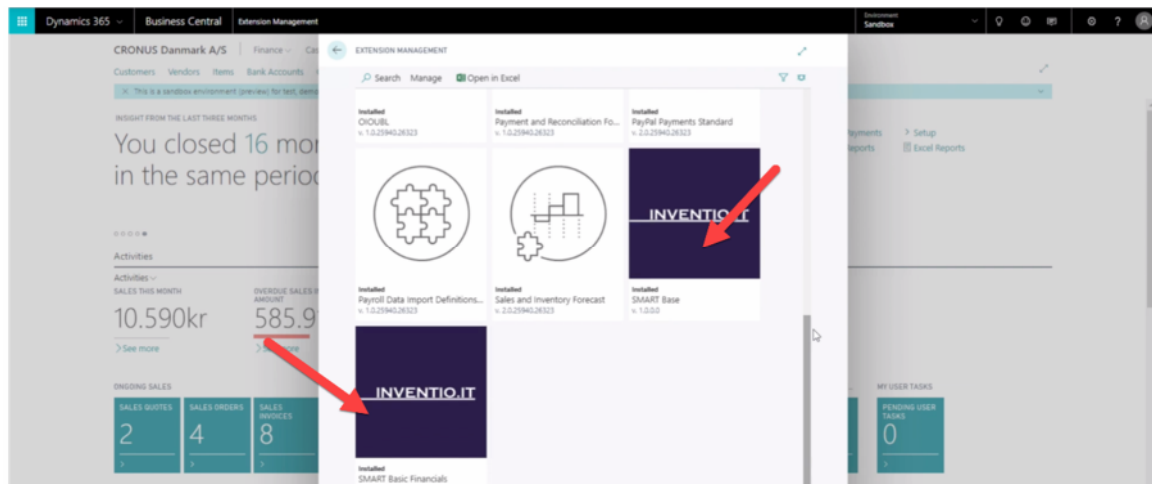 Dynamics 365
Business Central
Extension Management
Environment:
Sandbox
?
CRONUS Danmark A/S
Finance
Customers Vendors Items Bank Accounts
This is a sandbox environment (preview) for test, demo
INSIGHT FROM THE LAST THREE MONTHS
You closed 16
in the same
Activities
Activities
SALES THIS MONTH
10.590kr
See more
OVERDUE SALES
AMOUNT
585.9
ONGOING SALES
SALES QUOTES
2
SALES ORDERS
4
SALES
INVOICES
8
EXTENSION MANAGEMENT
Search Manage Open in Excel
Installed
OIOUBL
v. 1.0.25940.26323
Installed
Payment and Reconciliation Fo...
v. 1.0.25940.26323
Installed
PayPal Payments Standard
v. 2.0.25940.26323
INVENTIO.IT
Installed
Payroll Data Import Definitions...
v. 1.0.25940.26323
Installed
Sales and Inventory Forecast
v. 2.0.25940.26323
Installed
SMART Base
v. 1.0.0.0
INVENTIO.IT
Installed
SMART Basic Financials
Setup
Excel Reports
MY USER TASKS
PENDING USER
TASKS
0